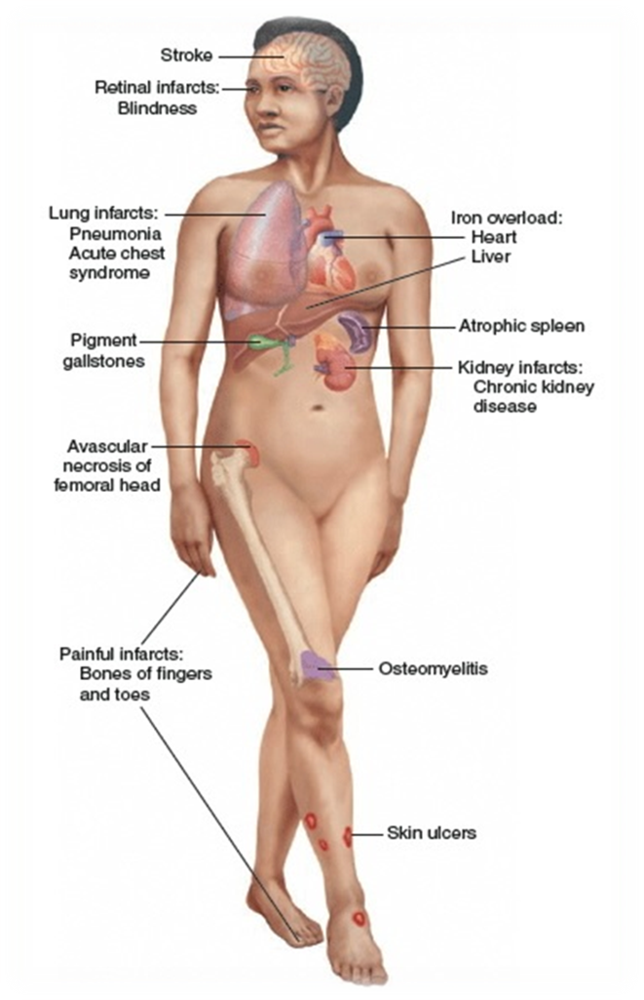 Stroke
Retinal infarcts:
Blindness
Lung infarcts:
Pneumonia
Acute chest
syndrome
Iron overload:
Heart
Liver
Atrophic spleen
Pigment
gallstones
Kidney infarcts:
Chronic kidney
disease
Avascular
necrosis of
femoral head
Painful infarcts:
Bones of fingers
and toes
Osteomyelitis
Skin ulcers